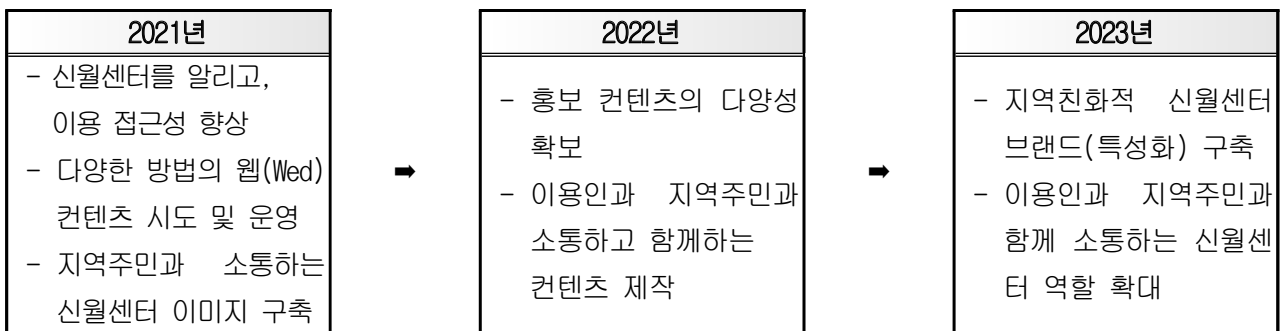 2021년
- 신월센터를 알리고,
이용 접근성 향상
- 다양한 방법의 웹(Wed)
컨텐츠 시도 및 운영
- 지역주민과 소통하는
신월센터 이미지 구축
➡
2022년
- 홍보 컨텐츠의 다양성
확보
- 이용인과 지역주민과
소통하고 함께하는
컨텐츠 제작
➡
2023년
- 지역친화적 신월센터
브랜드(특성화) 구축
- 이용인과 지역주민과
함께 소통하는 신월센
터 역할 확대